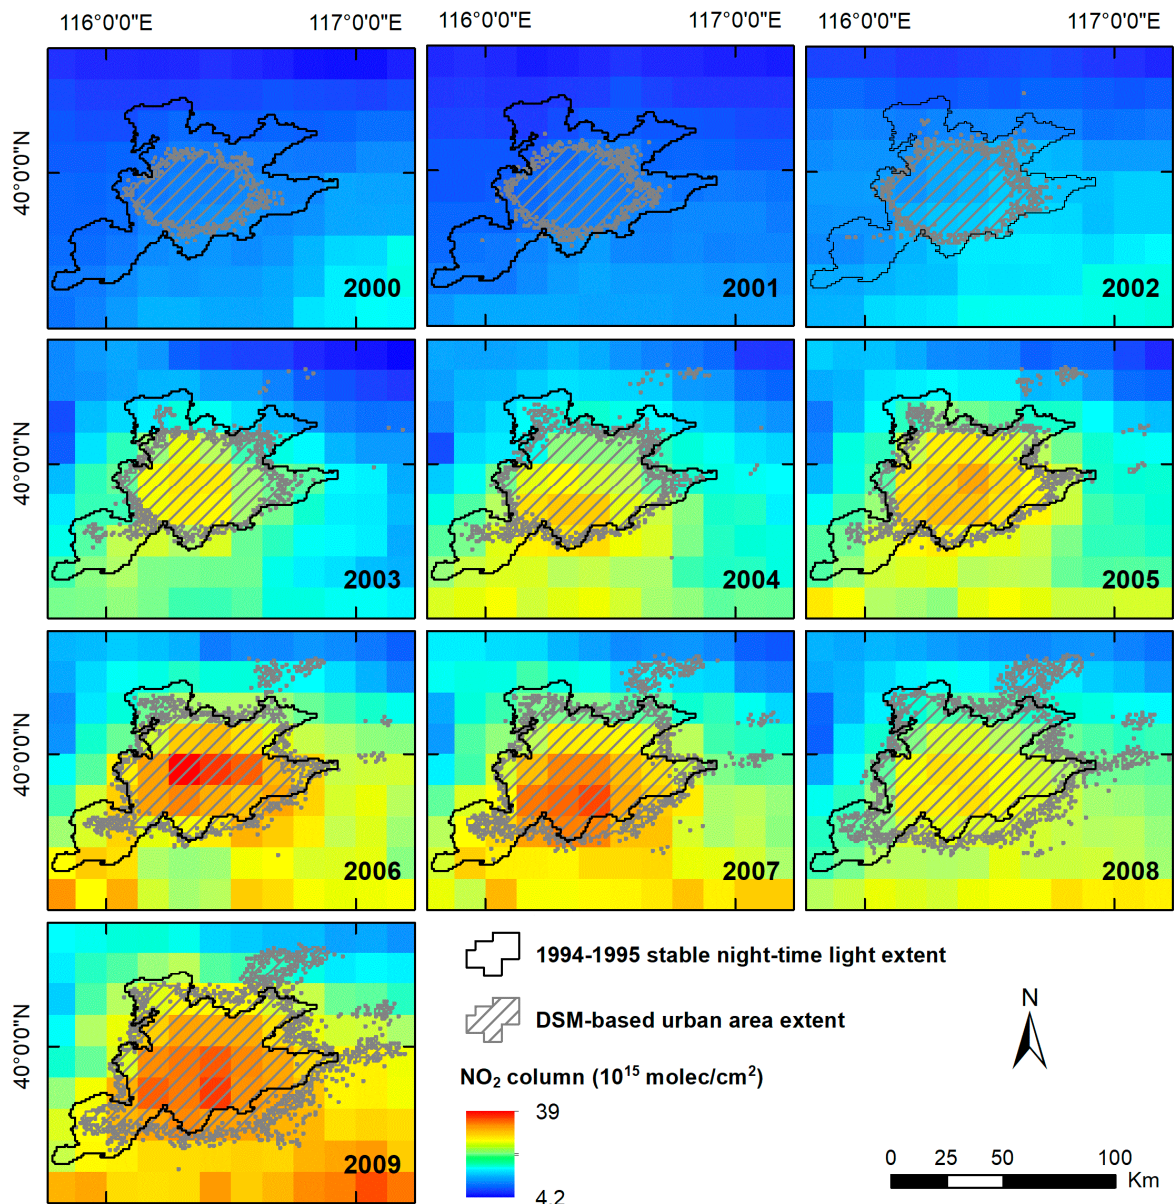 116°0'0"E 117°0'0"E 116°0'0"E 117°0'0"E 116°0'0"E 117°0'0"E
40°0'0"N
2000 2001 2002
40°0'0"N
2003 2004 2005
40°0'0"N
2006 2007 2008
40°0'0"N
2009
1994-1995 stable night-time light extent
DSM-based urban area extent
NO₂ column (10¹⁵ molec/cm²)
39
4.2
N
0 25 50 100
Km